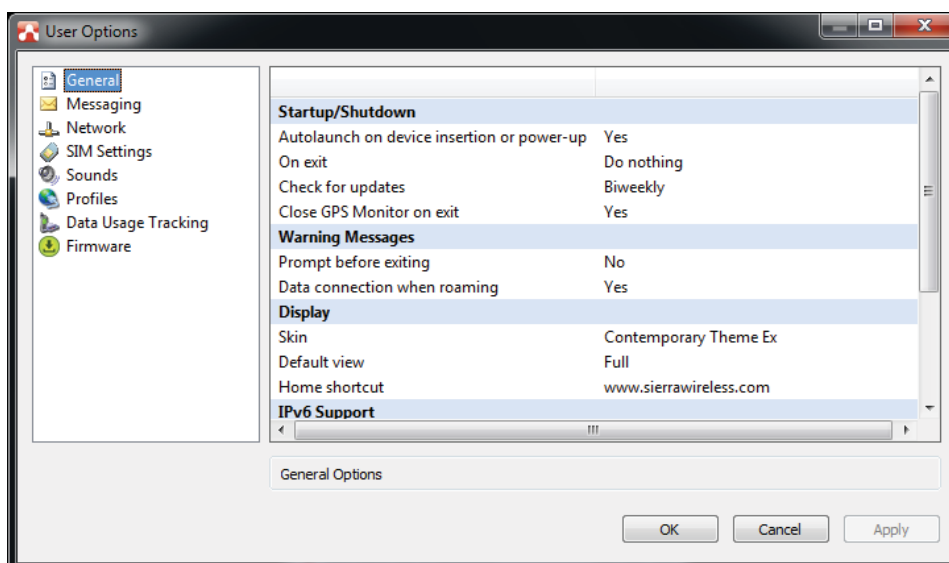 User Options
General
Messaging
Network
SIM Settings
Sounds
Profiles
Data Usage Tracking
Firmware
Startup/Shutdown
Autolaunch on device insertion or power-up Yes
On exit Do nothing
Check for updates Biweekly
Close GPS Monitor on exit Yes
Warning Messages
Prompt before exiting No
Data connection when roaming Yes
Display
Skin Contemporary Theme Ex
Default view Full
Home shortcut www.sierrawireless.com
IPv6 Support
General Options
OK Cancel Apply